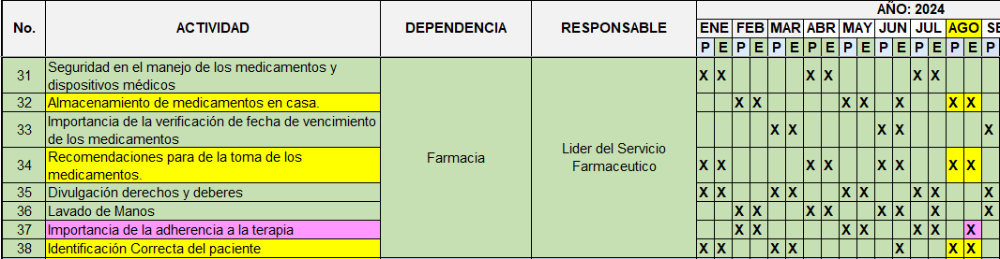 AÑO: 2024
No. ACTIVIDAD DEPENDENCIA RESPONSABLE ENE FEB MAR ABR MAY JUN JUL AGO SE
P E P E P E P E P E P E P E P E P
31 Seguridad en el manejo de los medicamentos y
dispositivos médicos X X X X X X
32 Almacenamiento de medicamentos en casa. X X X X X X X
33 Importancia de la verificación de fecha de vencimiento
de los medicamentos X X X X X
Farmacia
Lider del Servicio
Farmaceutico
34 Recomendaciones para de la toma de los
medicamentos. X X X X X X X X
35 Divulgación derechos y deberes X X X X X X X X X
36 Lavado de Manos X X X X X X X X
37 Importancia de la adherencia a la terapia X X X X X X X
38 Identificación Correcta del paciente X X X X X X X